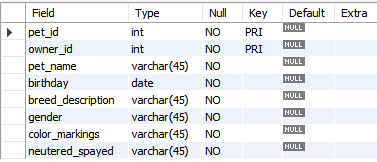 Field Type Null Key Default Extra
pet_id int NO PRI NULL
owner_id int NO PRI NULL
pet_name varchar(45) NO NULL
birthday date NO NULL
breed_description varchar(45) NO NULL
gender varchar(45) NO NULL
color_markings varchar(45) NO NULL
neutered_spayed varchar(45) NO NULL